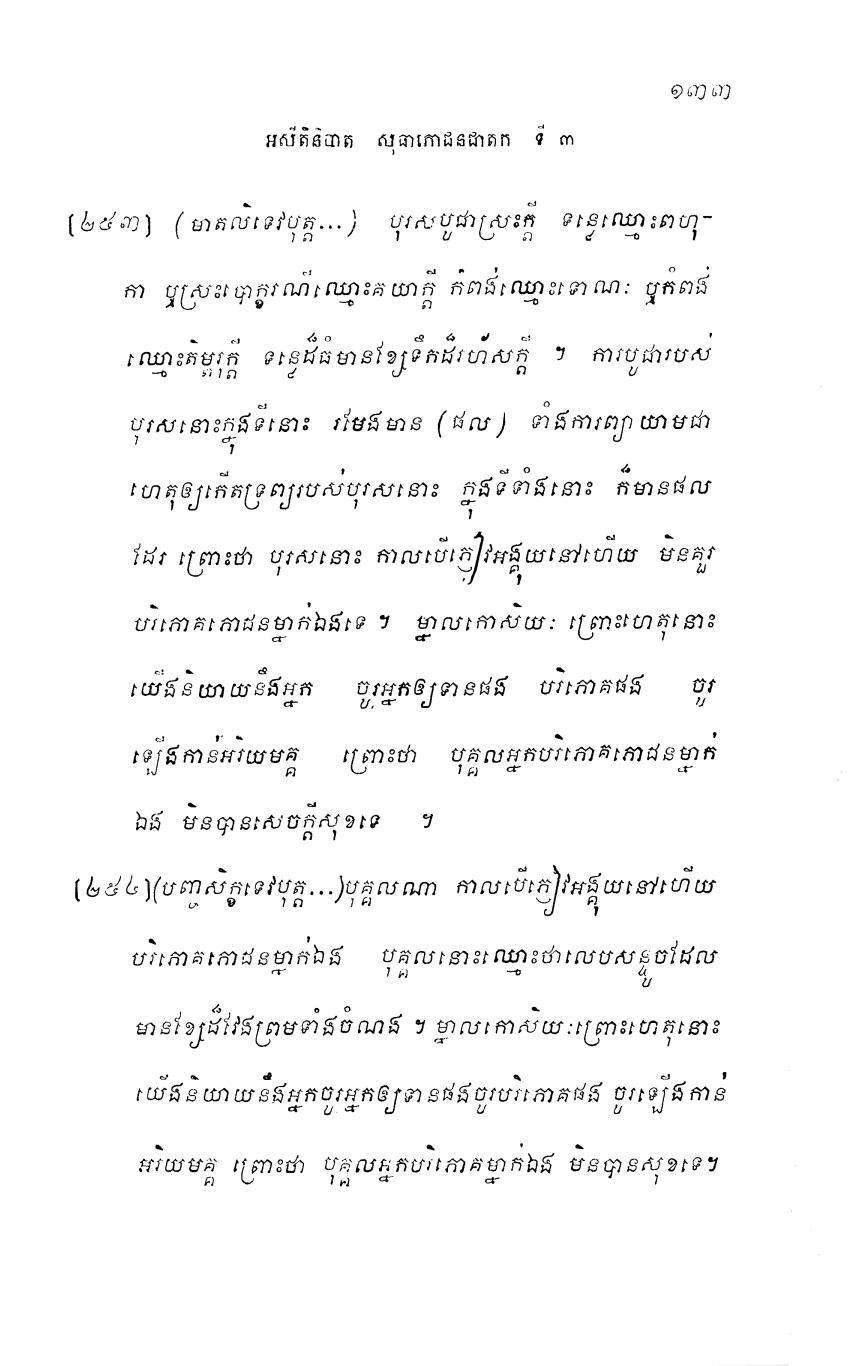 ១៣៣
អសីតិនិបាត សុធាភោជនជាតក ទី ៣
[២៥៣] (មាតលិទេវបុត្ត...) បុរសបូជាស្រះក្តី ទន្លេឈ្មោះពហុ-
កា ឬស្រះបោក្ខរណីឈ្មោះគយាក្តី កំពង់ឈ្មោះទោណៈ ឬកំពង់
ឈ្មោះតិម្ពរុក្តី ទន្លេដ៏ធំមានខ្សែទឹកដ៏រហ័សក្តី ។ ការបូជារបស់
បុរសនោះក្នុងទីនោះ រមែងមាន (ផល) ទាំងការព្យាយាមជា
ហេតុឲ្យកើតទ្រព្យរបស់បុរសនោះ ក្នុងទីទាំងនោះ ក៏មានផល
ដែរ ព្រោះថា បុរសនោះ កាលបើភ្ញៀវអង្គុយនៅហើយ មិនគួរ
បរិភោគភោជនម្នាក់ឯងទេ ។ ម្នាលកោសិយៈ ព្រោះហេតុនោះ
យើងនិយាយនឹងអ្នក ចូរអ្នកឲ្យទានផង បរិភោគផង ចូរ
ឡើងកាន់អរិយមគ្គ ព្រោះថា បុគ្គលអ្នកបរិភោគភោជនម្នាក់
ឯង មិនបានសេចក្តីសុខទេ ។
[២៥៤] (បញ្ចសិក្ខទេវបុត្ត...) បុគ្គលណា កាលបើភ្ញៀវអង្គុយនៅហើយ
បរិភោគភោជនម្នាក់ឯង បុគ្គលនោះឈ្មោះថាលេបសន្ទូចដែល
មានខ្សែដ៏វែងព្រមទាំងចំណង ។ ម្នាលកោសិយៈព្រោះហេតុនោះ
យើងនិយាយនឹងអ្នកចូរអ្នកឲ្យទានផងចូរបរិភោគផង ចូរឡើងកាន់
អរិយមគ្គ ព្រោះថា បុគ្គលអ្នកបរិភោគម្នាក់ឯង មិនបានសុខទេ។